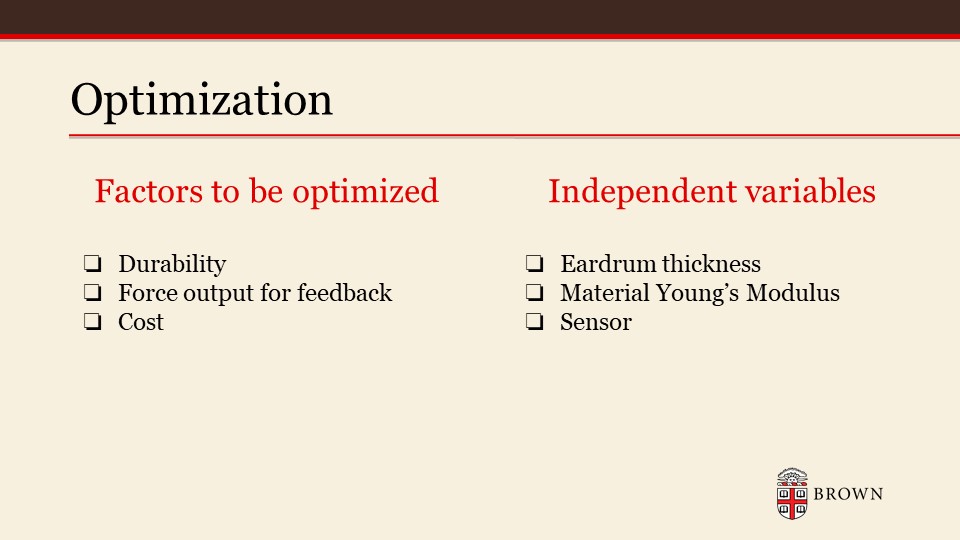 Optimization
Factors to be optimized
❏ Durability
❏ Force output for feedback
❏ Cost
Independent variables
❏ Eardrum thickness
❏ Material Young’s Modulus
❏ Sensor
BROWN